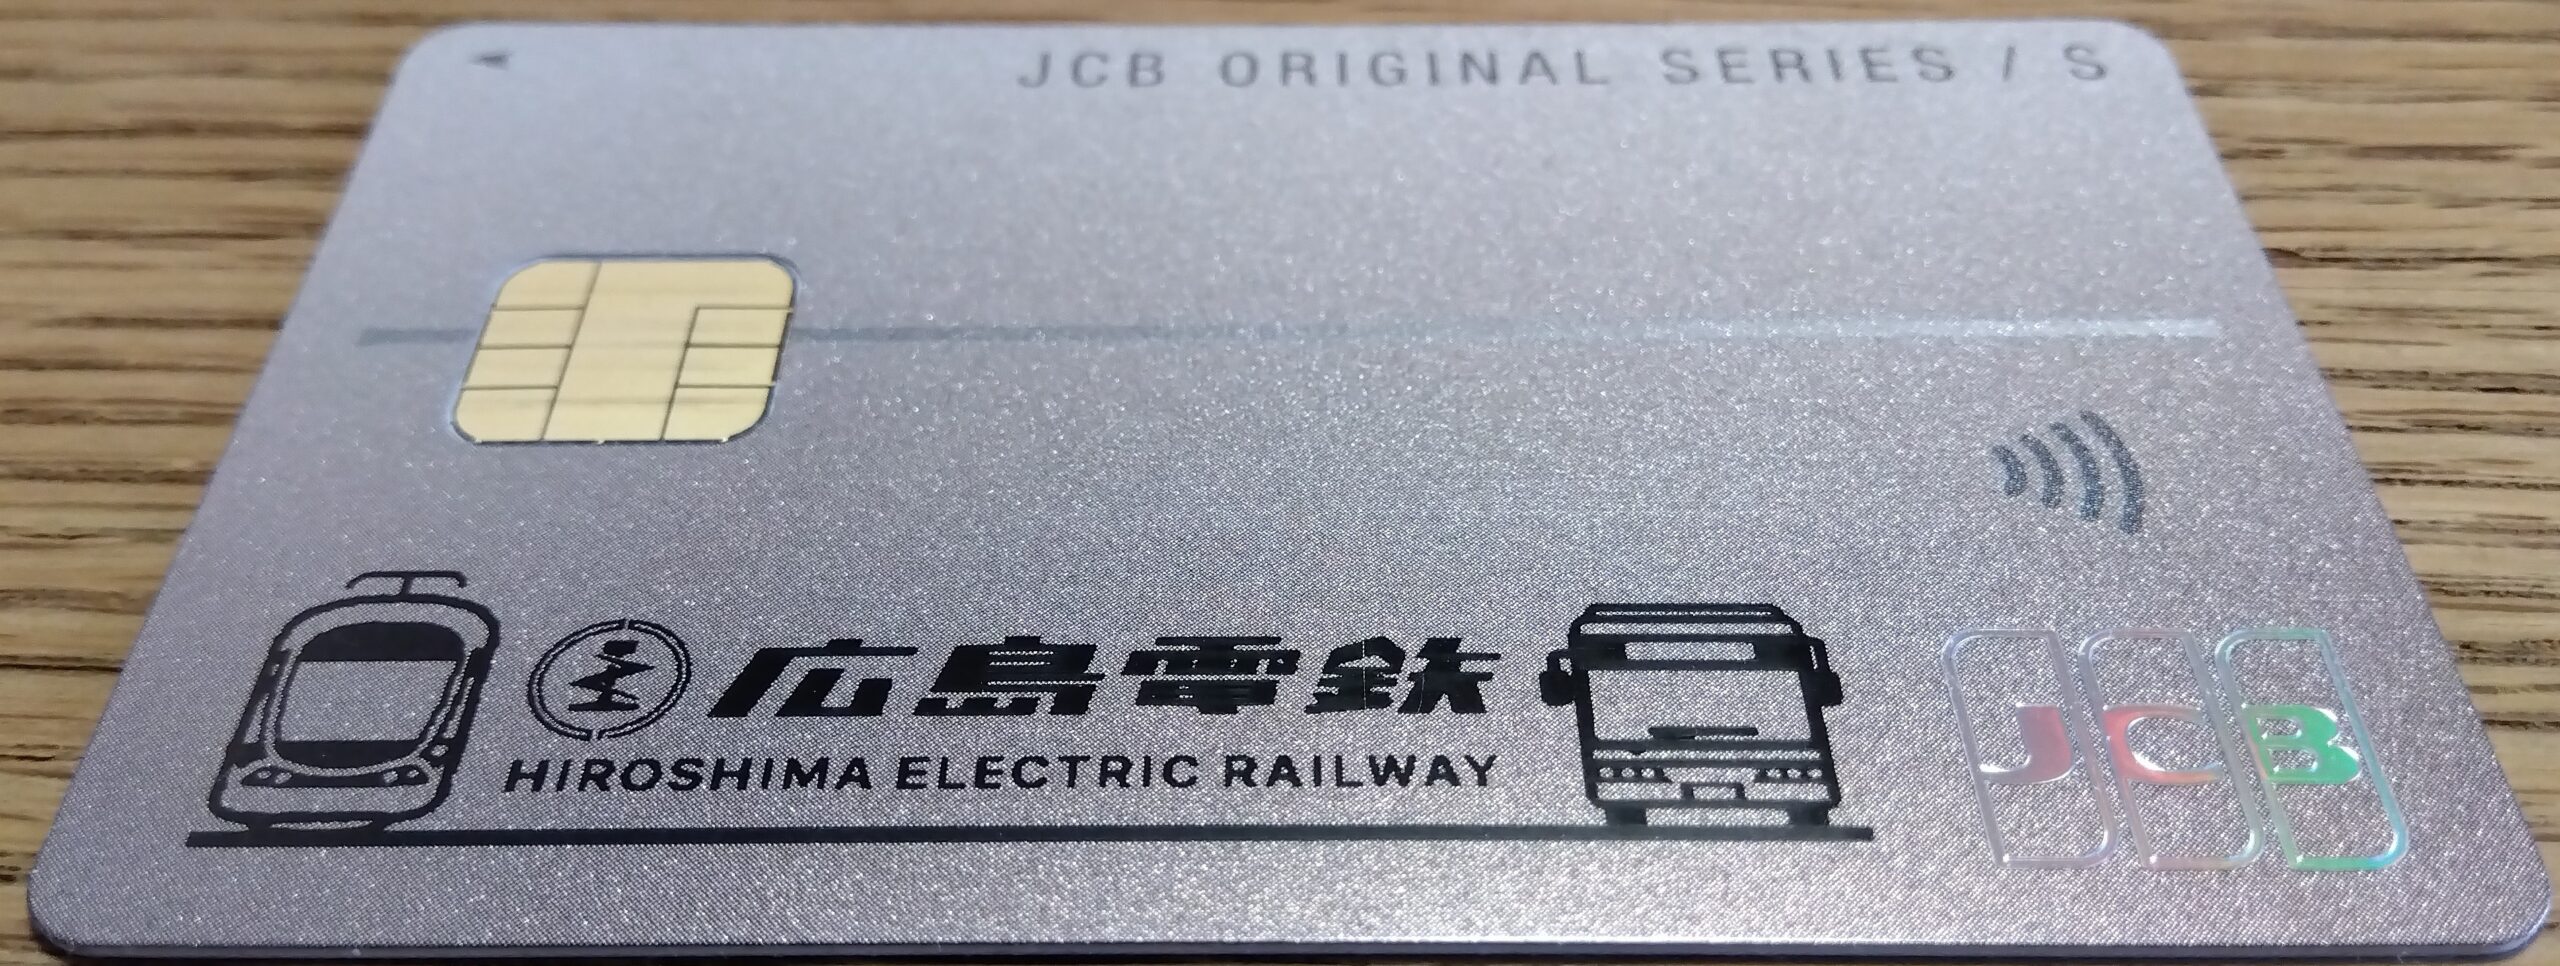 JCB ORIGINAL SERIES / S
広島電鉄
HIROSHIMA ELECTRIC RAILWAY
JCB